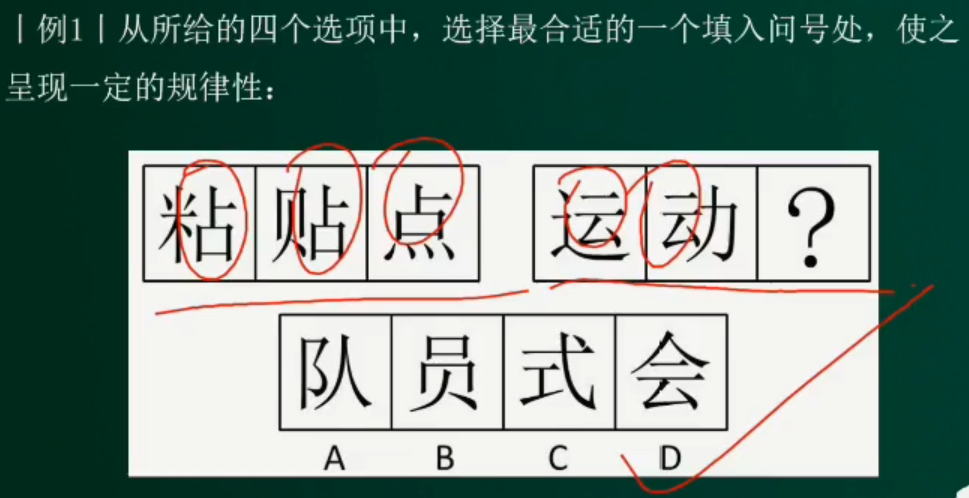 ｜例1｜从所给的四个选项中，选择最合适的一个填入问号处，使之
呈现一定的规律性：
粘 贴 点 运 动 ？
队 员 式 会
A B C D